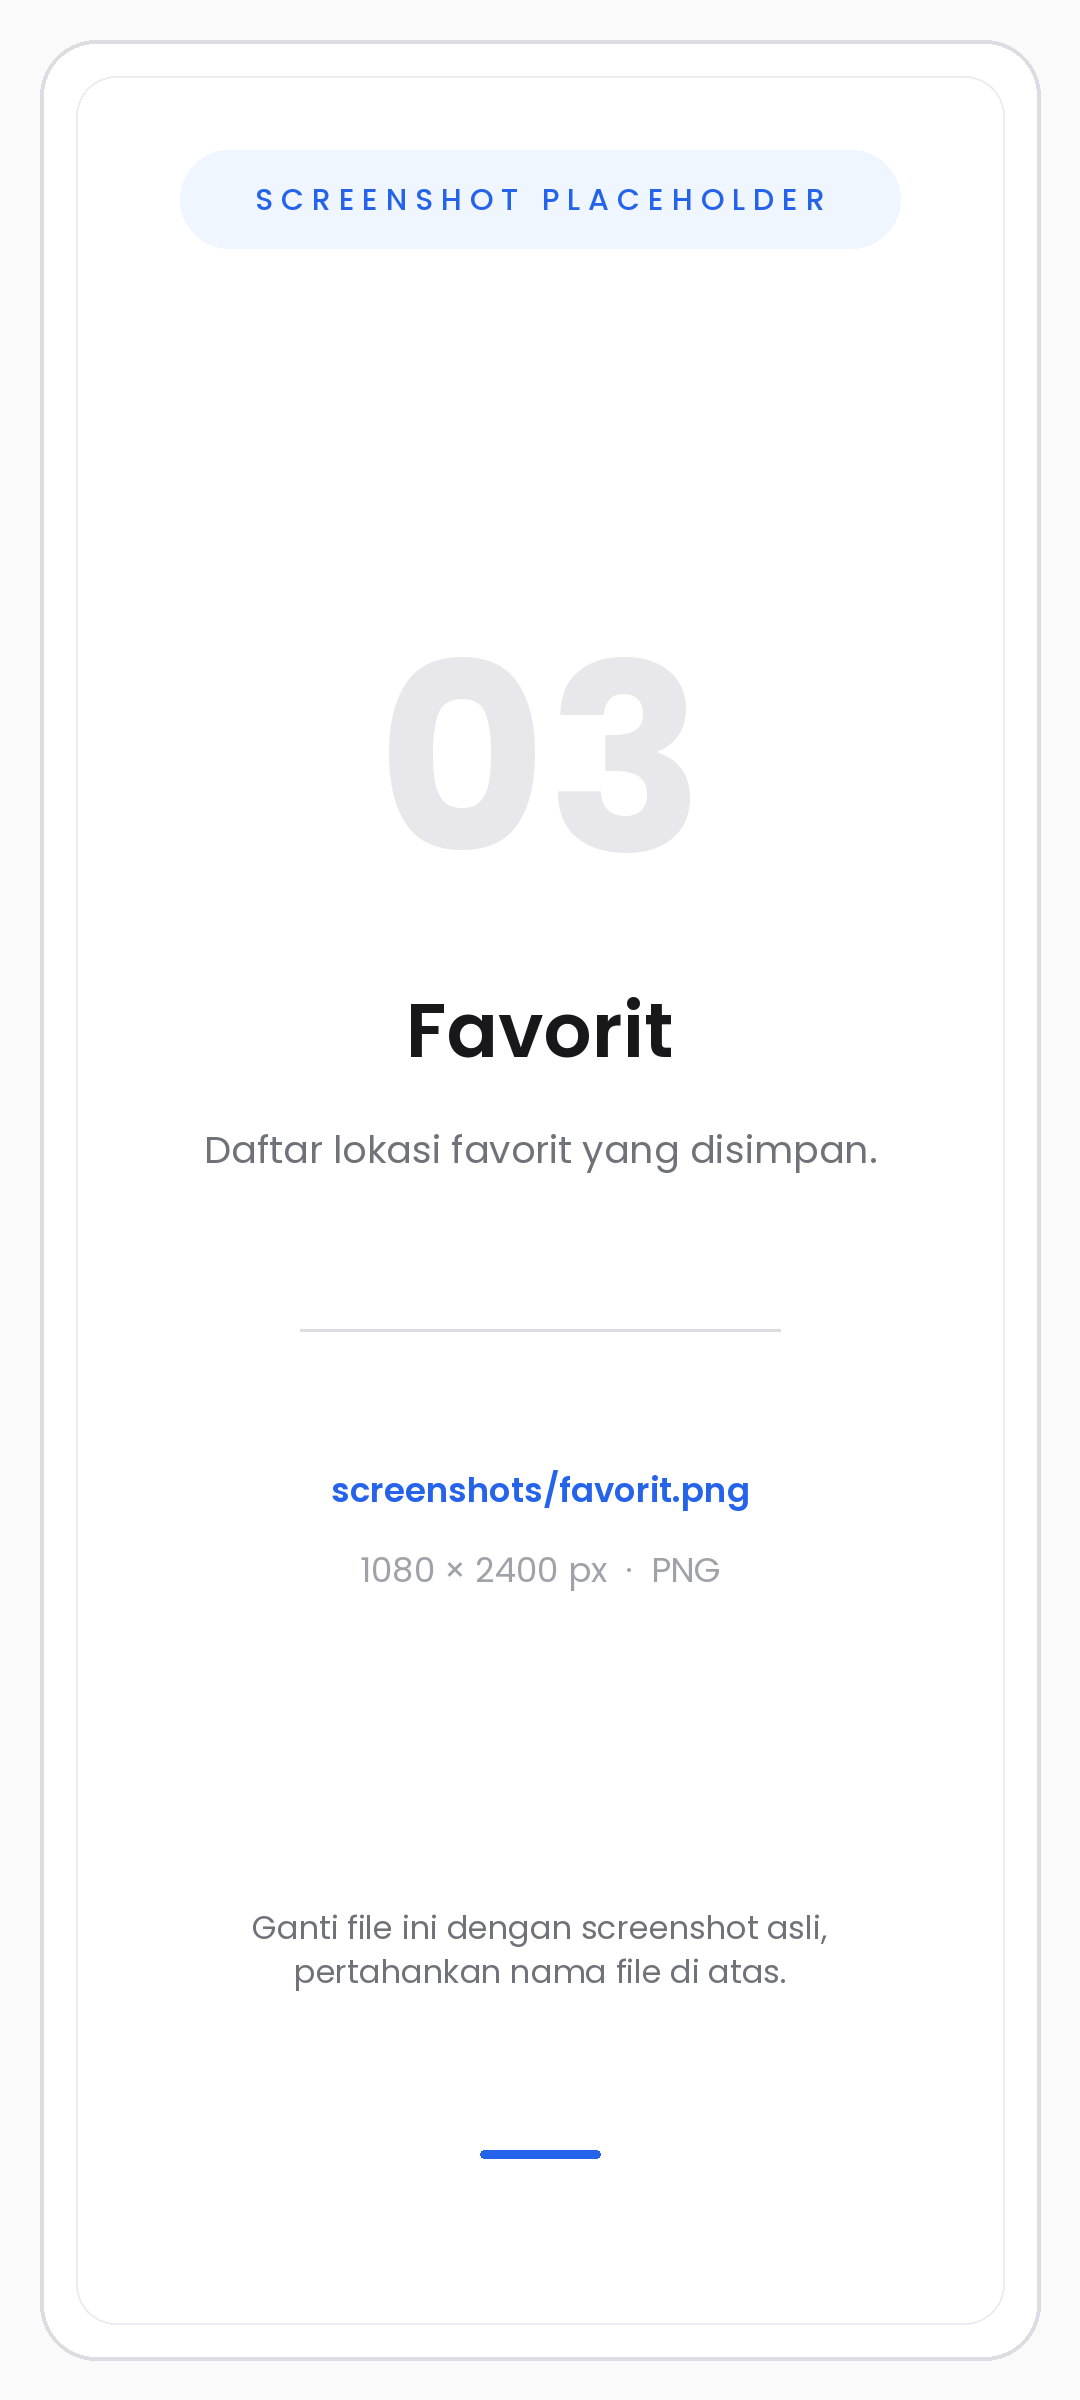 SCREENSHOT PLACEHOLDER
03
Favorit
Daftar lokasi favorit yang disimpan.
screenshots/favorit.png
1080 × 2400 px · PNG
Ganti file ini dengan screenshot asli,
pertahankan nama file di atas.